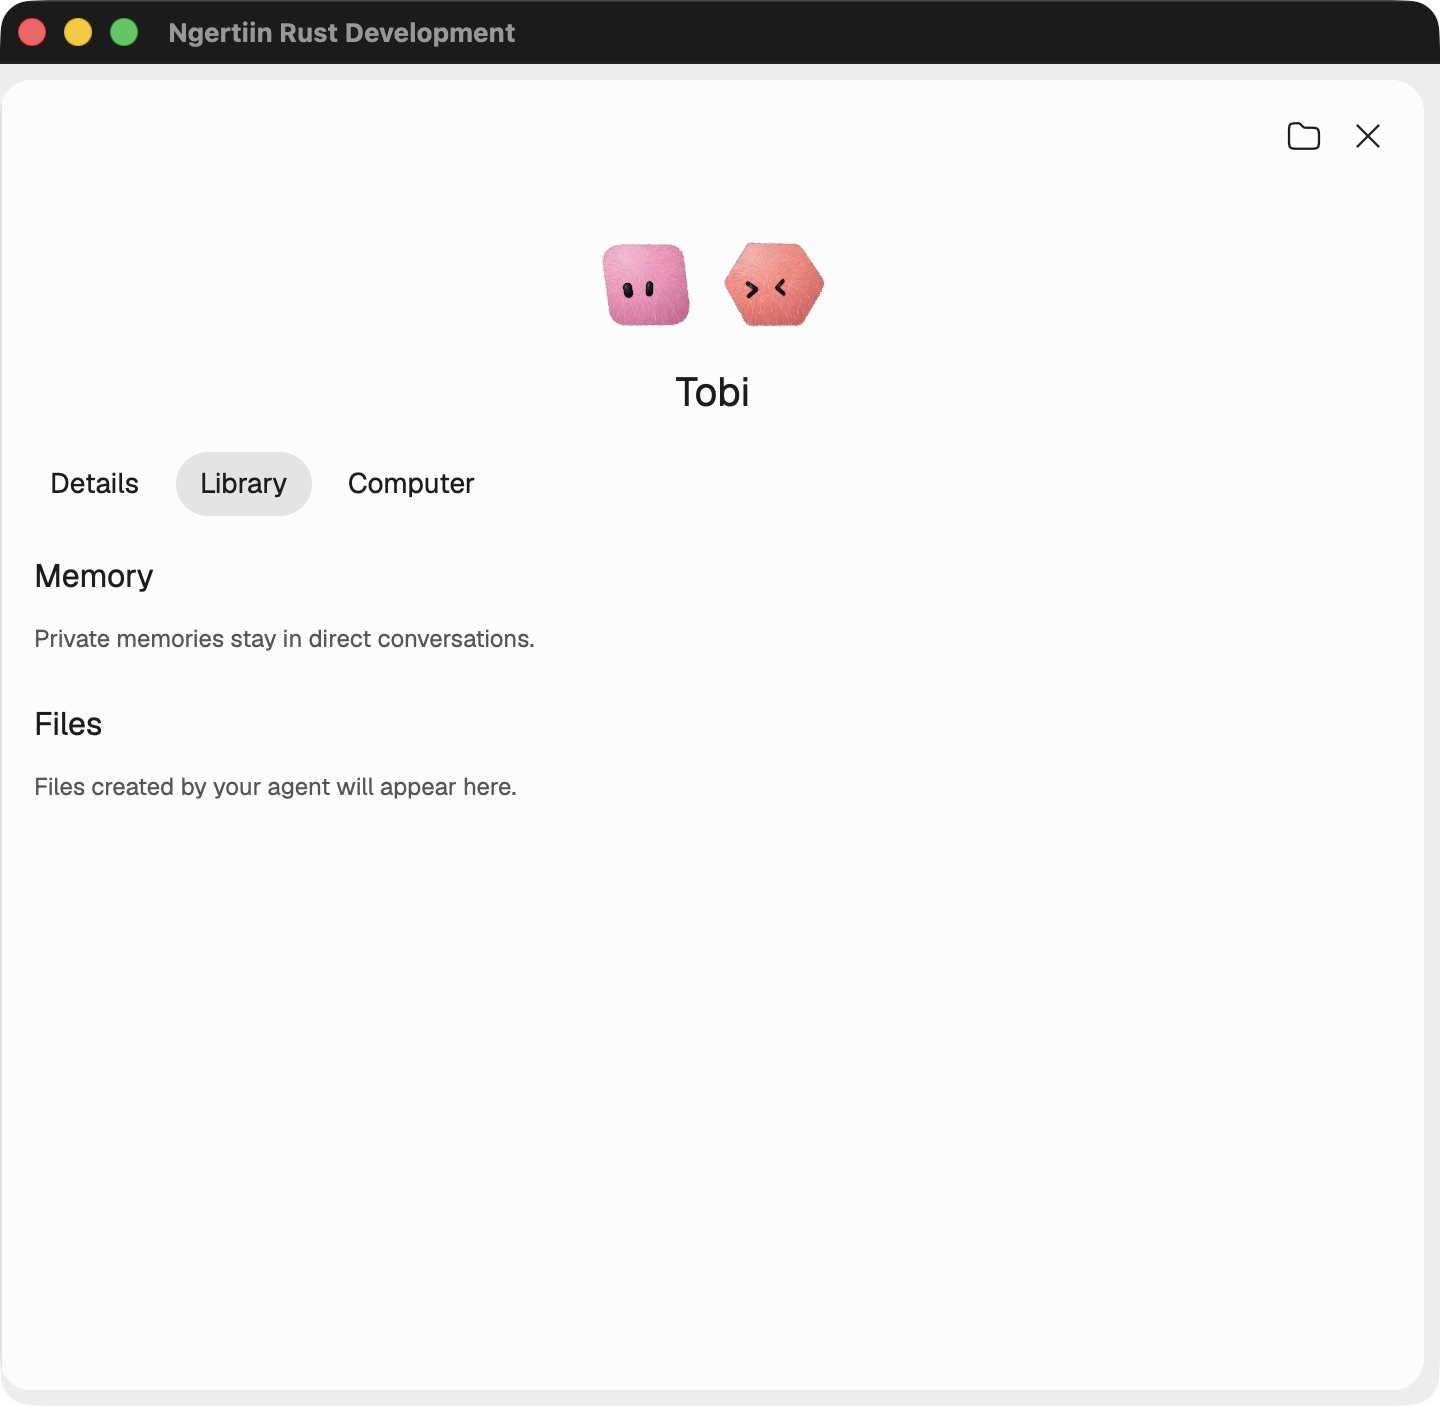 Ngertiin Rust Development
Tobi
Details Library Computer
Memory
Private memories stay in direct conversations.
Files
Files created by your agent will appear here.